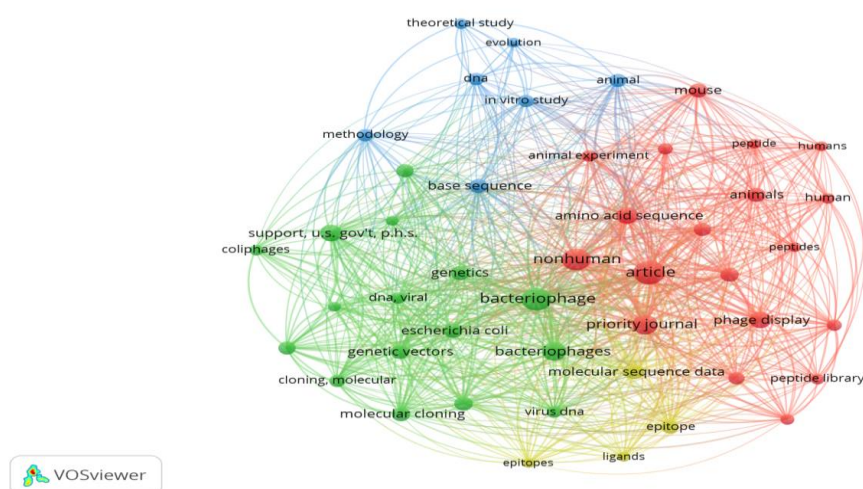 theoretical study
evolution
dna
animal
in vitro study
mouse
methodology
peptide
humans
animal experiment
base sequence
animals
human
amino acid sequence
support, u.s. gov't, p.h.s.
coliphages
peptides
nonhuman
genetics
article
dna, viral
bacteriophage
phage display
priority journal
escherichia coli
genetic vectors
bacteriophages
molecular sequence data
cloning, molecular
peptide library
molecular cloning
virus dna
epitope
ligands
epitopes
VOSviewer